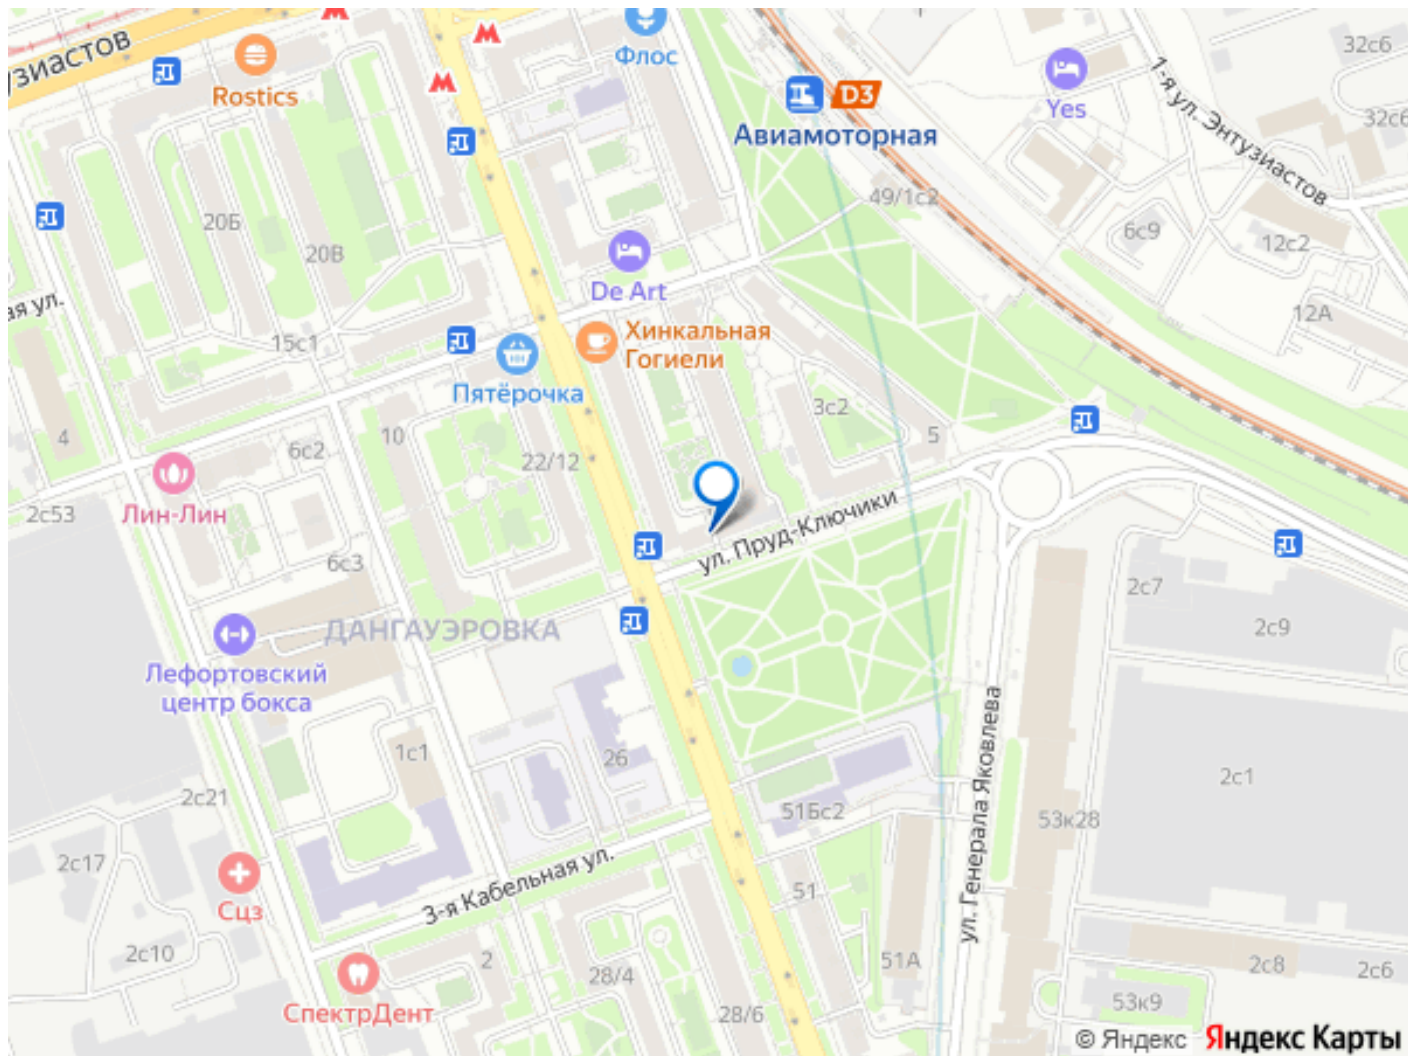 узиастов
Rostics
Флос
D3
Авиамоторная
Yes
32с6
32с6
1-я ул. Энтузиастов
49/1с2
6с9
12с2
12А
20Б
20В
De Art
ая ул.
15с1
Хинкальная
Гогиели
Пятёрочка
3с2
5
4
6с2
10
22/12
Лин-Лин
2с53
ул. Пруд-Ключики
6с3
ДАНГАУЭРОВКА
2с7
2с9
Лефортовский
центр бокса
1с1
26
2с21
51Бс2
ул. Генерала Яковлева
2с1
53к28
2с17
3-я Кабельная ул.
51
Сцз
2с10
2
28/4
51А
2с8
2с6
СпектрДент
28/6
53к9
© Яндекс Яндекс Карты